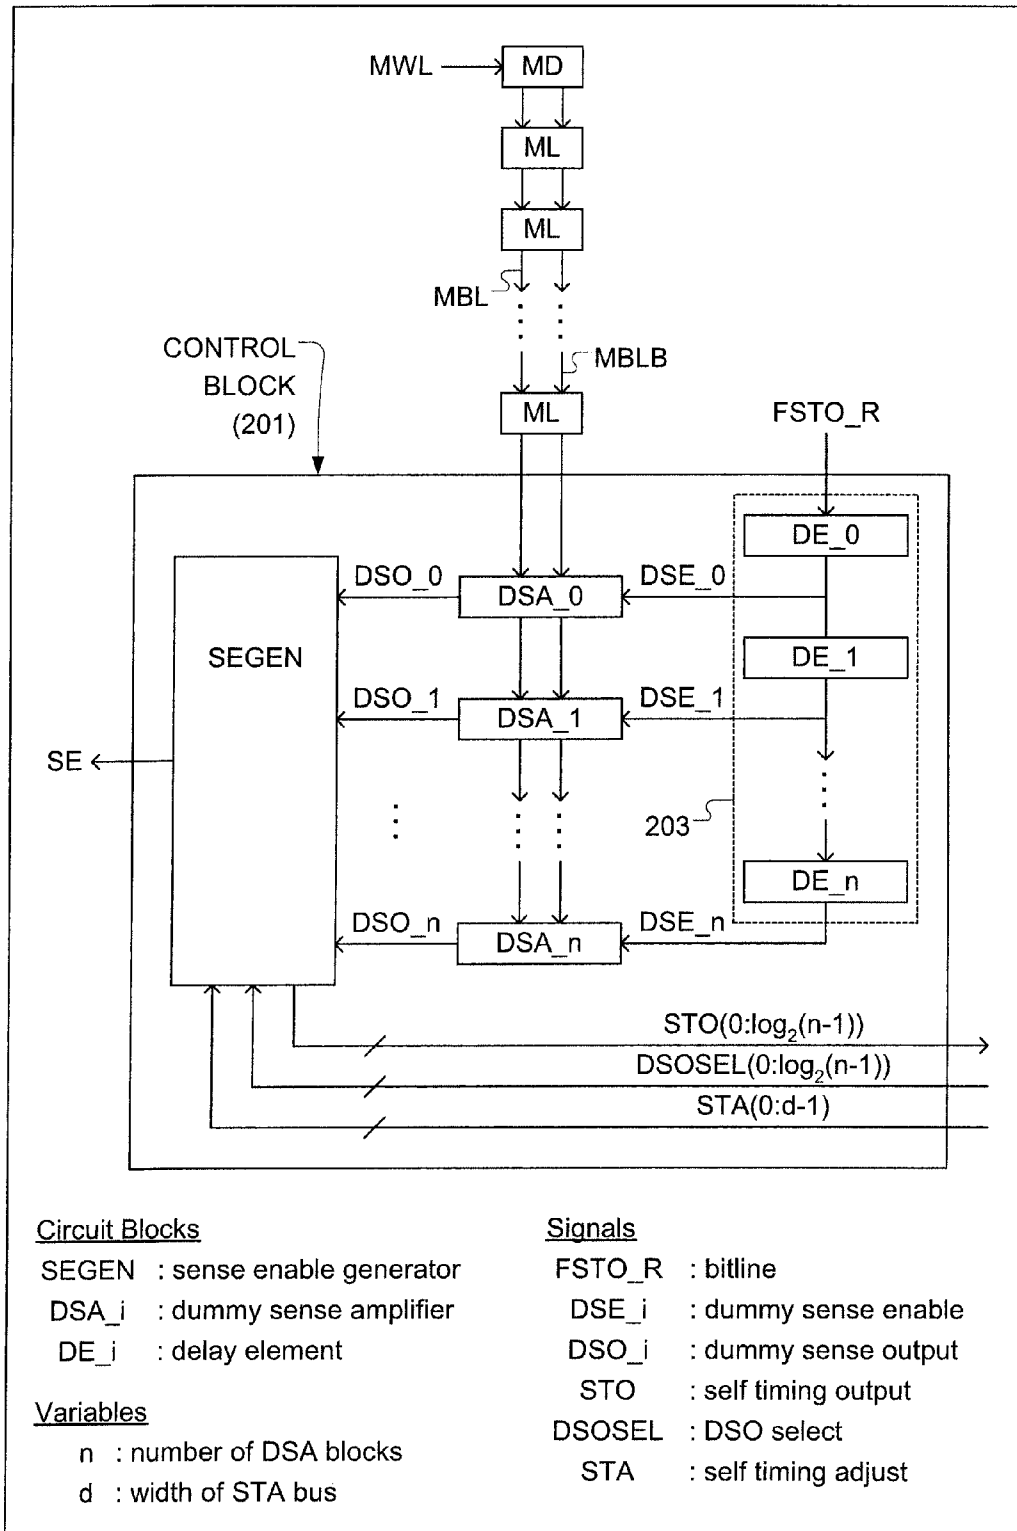 MWL
MD
ML
ML
MBL
MBLB
CONTROL
BLOCK
(201)
ML
FSTO_R
DE_0
DSO_0
DSA_0
DSE_0
SEGEN
DE_1
DSO_1
DSA_1
DSE_1
SE
203
DE_n
DSO_n
DSA_n
DSE_n
STO(0:log₂(n-1))
DSOSEL(0:log₂(n-1))
STA(0:d-1)
Circuit Blocks
SEGEN : sense enable generator
DSA_i : dummy sense amplifier
DE_i : delay element
Variables
n : number of DSA blocks
d : width of STA bus
Signals
FSTO_R : bitline
DSE_i : dummy sense enable
DSO_i : dummy sense output
STO : self timing output
DSOSEL : DSO select
STA : self timing adjust